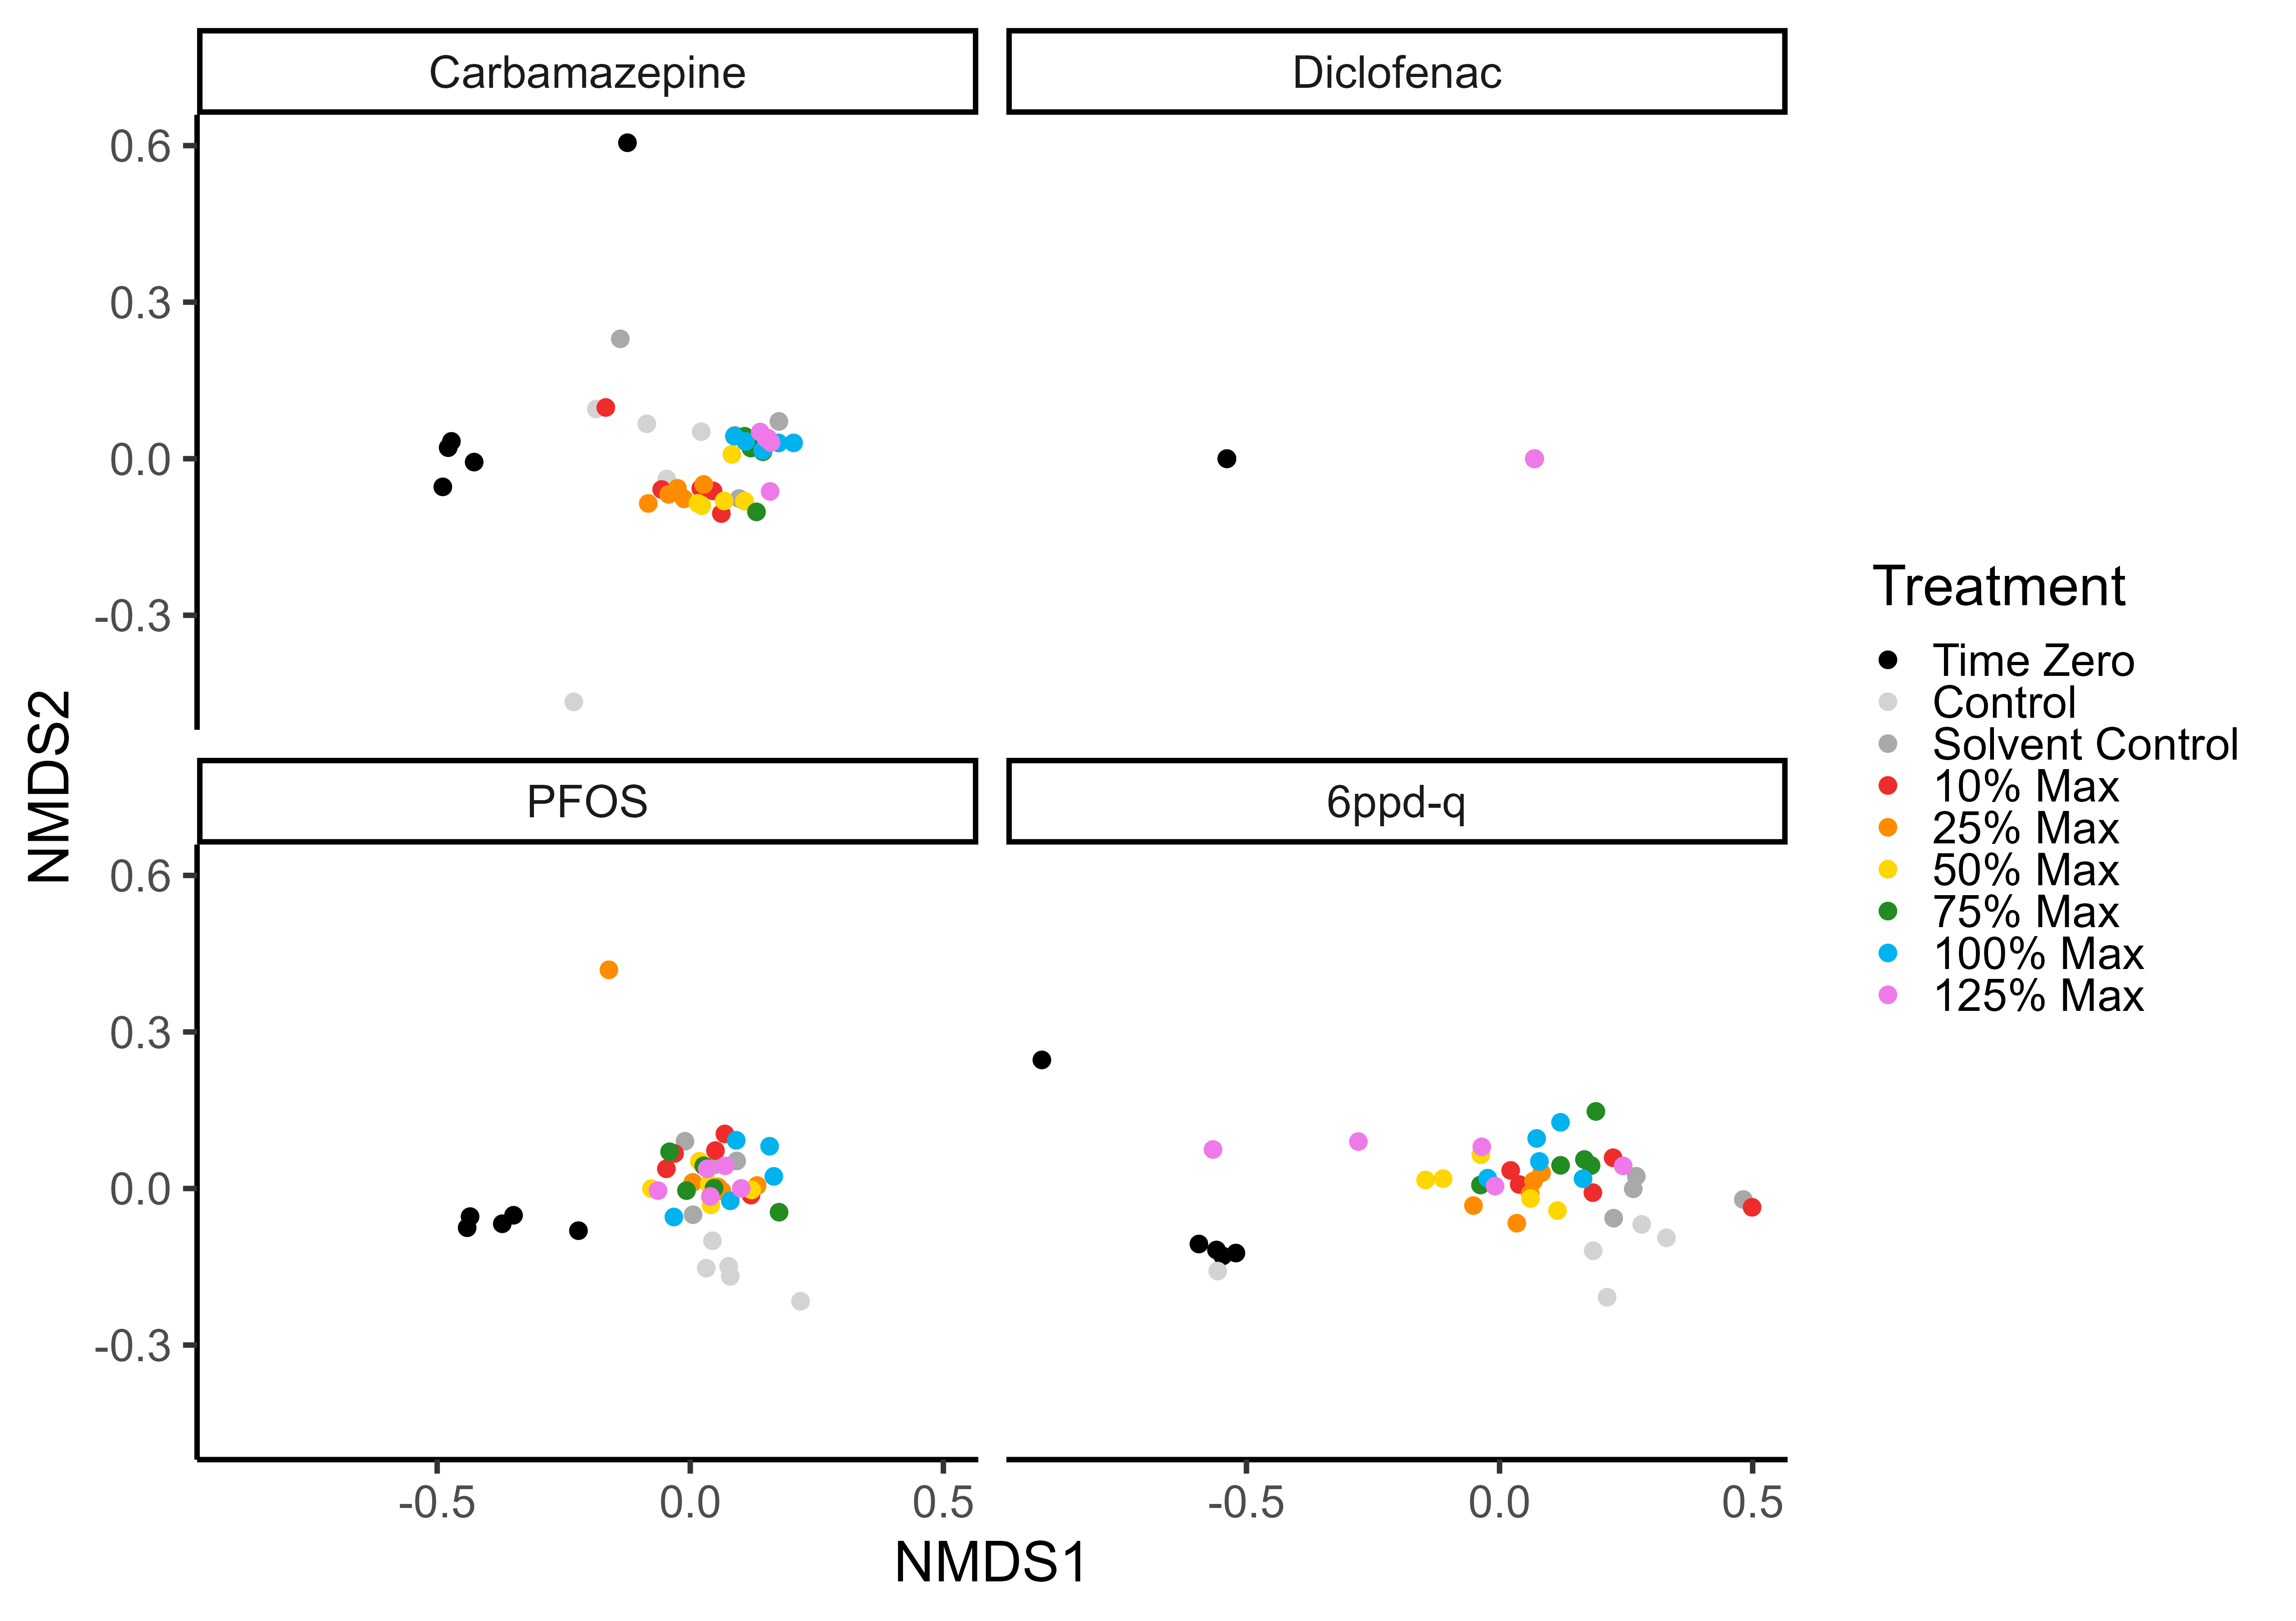 Carbamazepine
Diclofenac
0.6
0.3
0.0
-0.3
PFOS
6ppd-q
0.6
0.3
0.0
-0.3
-0.5
0.0
0.5
-0.5
0.0
0.5
NMDS1
NMDS2
Treatment
Time Zero
Control
Solvent Control
10% Max
25% Max
50% Max
75% Max
100% Max
125% Max